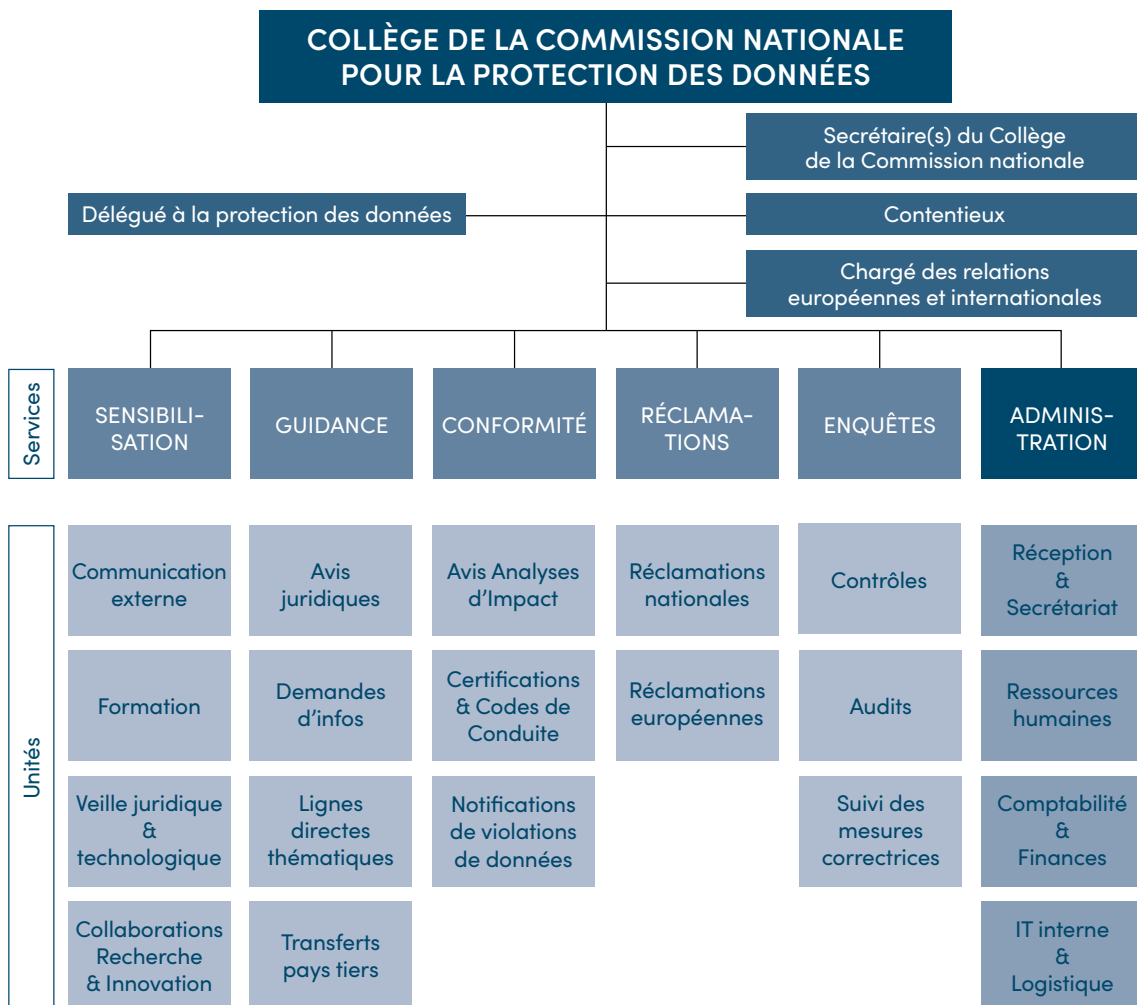 COLLÈGE DE LA COMMISSION NATIONALE
POUR LA PROTECTION DES DONNÉES
Secrétaire(s) du Collège
de la Commission nationale
Délégué à la protection des données
Contentieux
Chargé des relations
européennes et internationales
Services
SENSIBILI-
SATION
GUIDANCE
CONFORMITÉ
RÉCLAMA-
TIONS
ENQUÊTES
ADMINIS-
TRATION
Unités
Communication
externe
Avis
juridiques
Avis Analyses
d’Impact
Réclamations
nationales
Contrôles
Réception
&
Secrétariat
Formation
Demandes
d’infos
Certifications
& Codes de
Conduite
Réclamations
européennes
Audits
Ressources
humaines
Veille juridique
&
technologique
Lignes
directes
thématiques
Notifications
de violations
de données
Suivi des
mesures
correctrices
Comptabilité
&
Finances
Collaborations
Recherche
& Innovation
Transferts
pays tiers
IT interne
&
Logistique